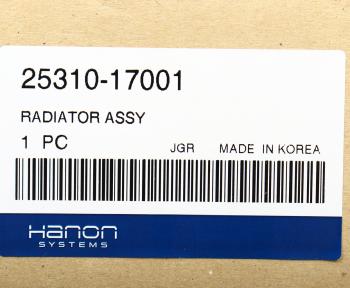 25310-17001
RADIATOR ASSY
1 PC JGR MADE IN KOREA
Hanon
SYSTEMS